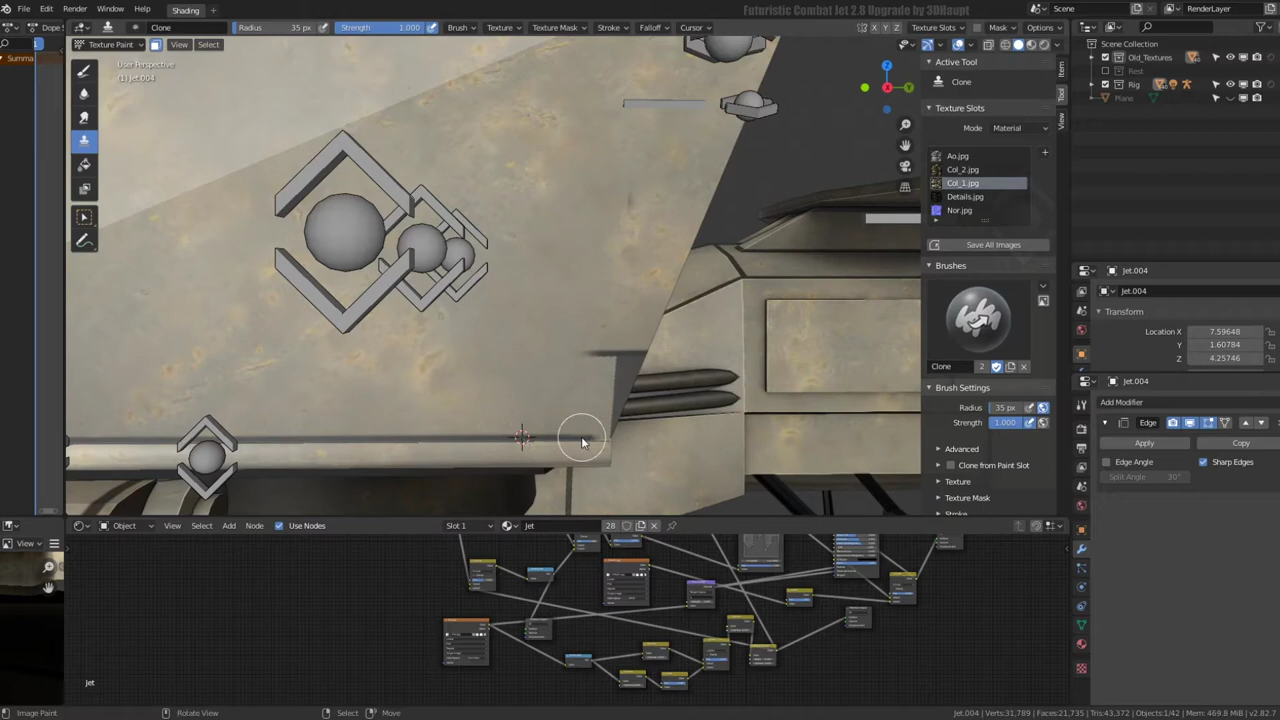 File Edit Render Window Help Shading +
Futuristic Combat Jet 2.8 Upgrade by 3DHaupt
Scene RenderLayer
Dope S
Clone Radius 35 px Strength 1.000 Brush Texture Texture Mask Stroke Falloff Cursor X Y Z Texture Slots Mask Options
Texture Paint View Select
Summa
User Perspective
(1) Jet.004
Z
Y
X
Item
Tool
View
Active Tool
Clone
Texture Slots
Mode Material
Ao.jpg
Col_2.jpg
Col_1.jpg
Details.jpg
Nor.jpg
Save All Images
Brushes
Clone 2
Brush Settings
Radius 35 px
Strength: 1.000
Advanced
Clone from Paint Slot
Texture
Texture Mask
Stroke
Scene Collection
Old_Textures
Rest
Rig
Plane
Jet.004
Jet.004
Transform
Location X 7.59648
Y 1.60784
Z 4.25746
Jet.004
Add Modifier
Edge
Apply Copy
Edge Angle Sharp Edges
Split Angle 30°
View
Object View Select Add Node Use Nodes Slot 1 Jet 28
Jet
Image Paint Rotate View Select Move
Jet.004 | Verts:31,789 | Faces:21,735 | Tris:43,372 | Objects:1/42 | Mem: 469.8 MiB | v2.82.7